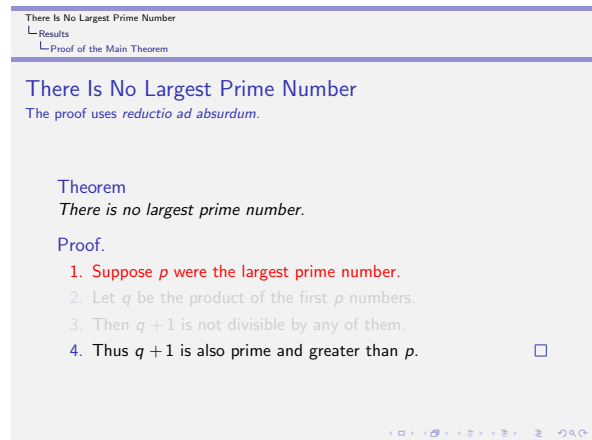 There Is No Largest Prime Number
Results
Proof of the Main Theorem
There Is No Largest Prime Number
The proof uses reductio ad absurdum.
Theorem
There is no largest prime number.
Proof.
1. Suppose p were the largest prime number.
2. Let q be the product of the first p numbers.
3. Then q + 1 is not divisible by any of them.
4. Thus q + 1 is also prime and greater than p.